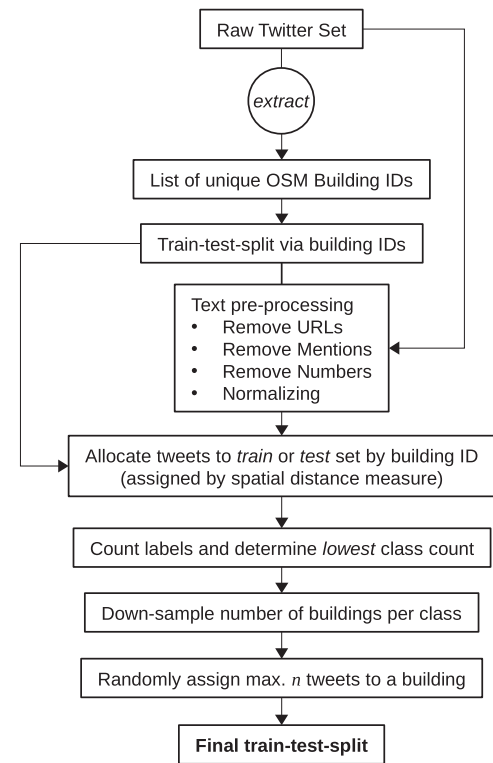 Raw Twitter Set
extract
List of unique OSM Building IDs
Train-test-split via building IDs
Text pre-processing
• Remove URLs
• Remove Mentions
• Remove Numbers
• Normalizing
Allocate tweets to train or test set by building ID
(assigned by spatial distance measure)
Count labels and determine lowest class count
Down-sample number of buildings per class
Randomly assign max. n tweets to a building
Final train-test-split